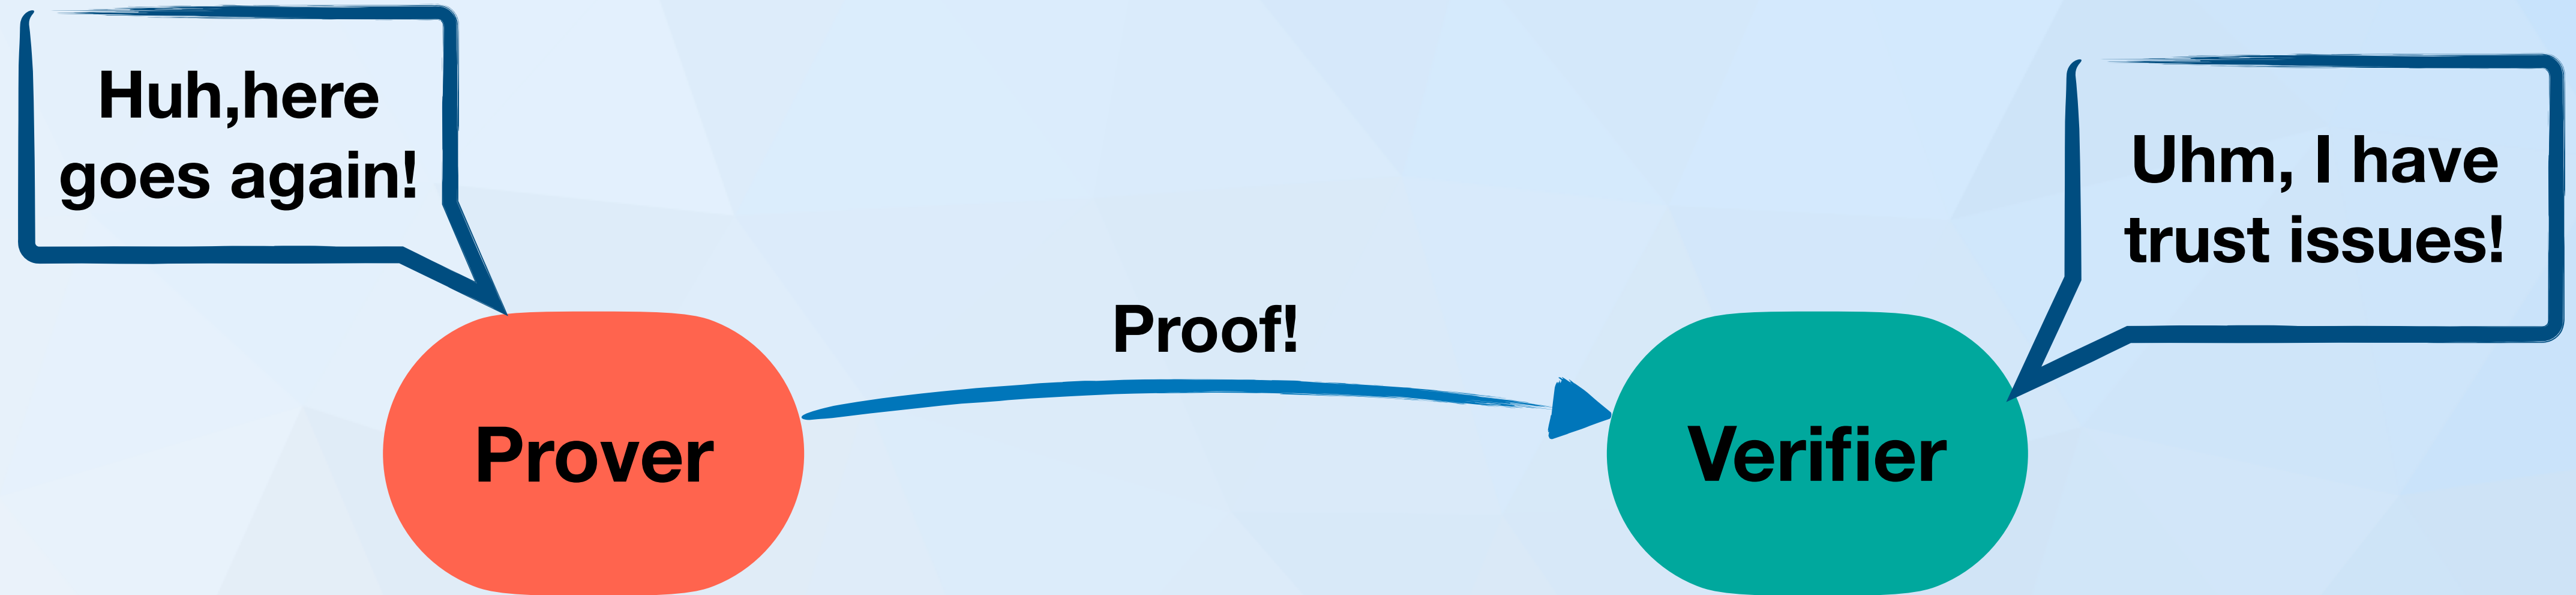 Huh,here
goes again!
Uhm, I have
trust issues!
Proof!
Prover
Verifier